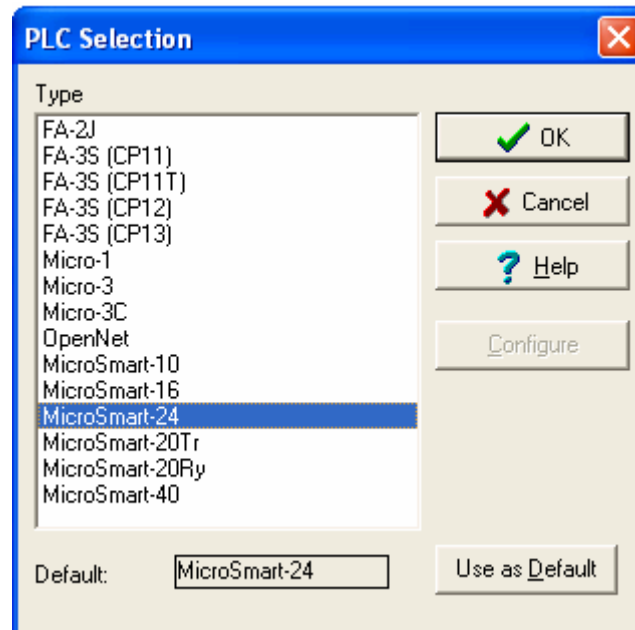 PLC Selection
Type
FA-2J
FA-3S (CP11)
FA-3S (CP11T)
FA-3S (CP12)
FA-3S (CP13)
Micro-1
Micro-3
Micro-3C
OpenNet
MicroSmart-10
MicroSmart-16
MicroSmart-24
MicroSmart-20Tr
MicroSmart-20Ry
MicroSmart-40
OK
Cancel
? Help
Configure
Default:
MicroSmart-24
Use as Default